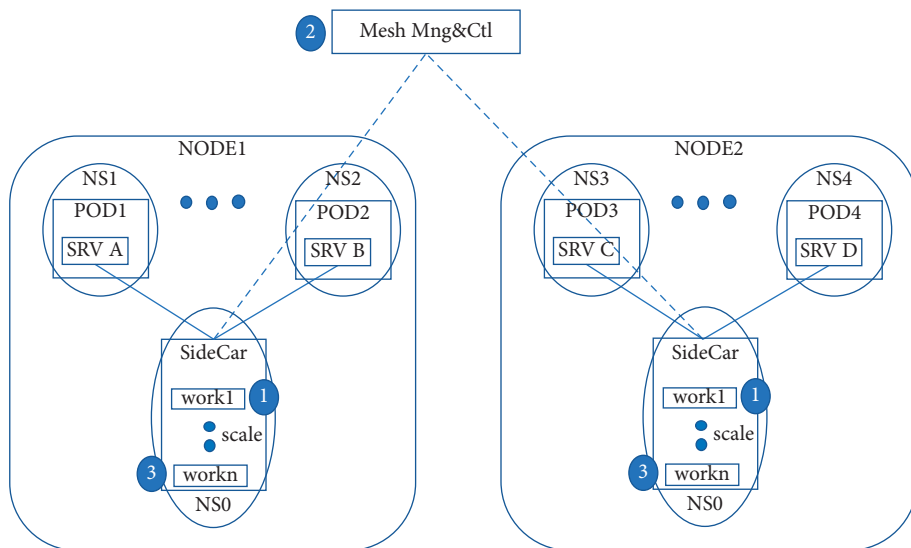 2 Mesh Mng&Ctl
NODE1
NS1
NS2
POD1
POD2
SRV A
SRV B
SideCar
work1 1
scale
3 workn
NS0
NODE2
NS3
NS4
POD3
POD4
SRV C
SRV D
SideCar
work1 1
scale
3 workn
NS0